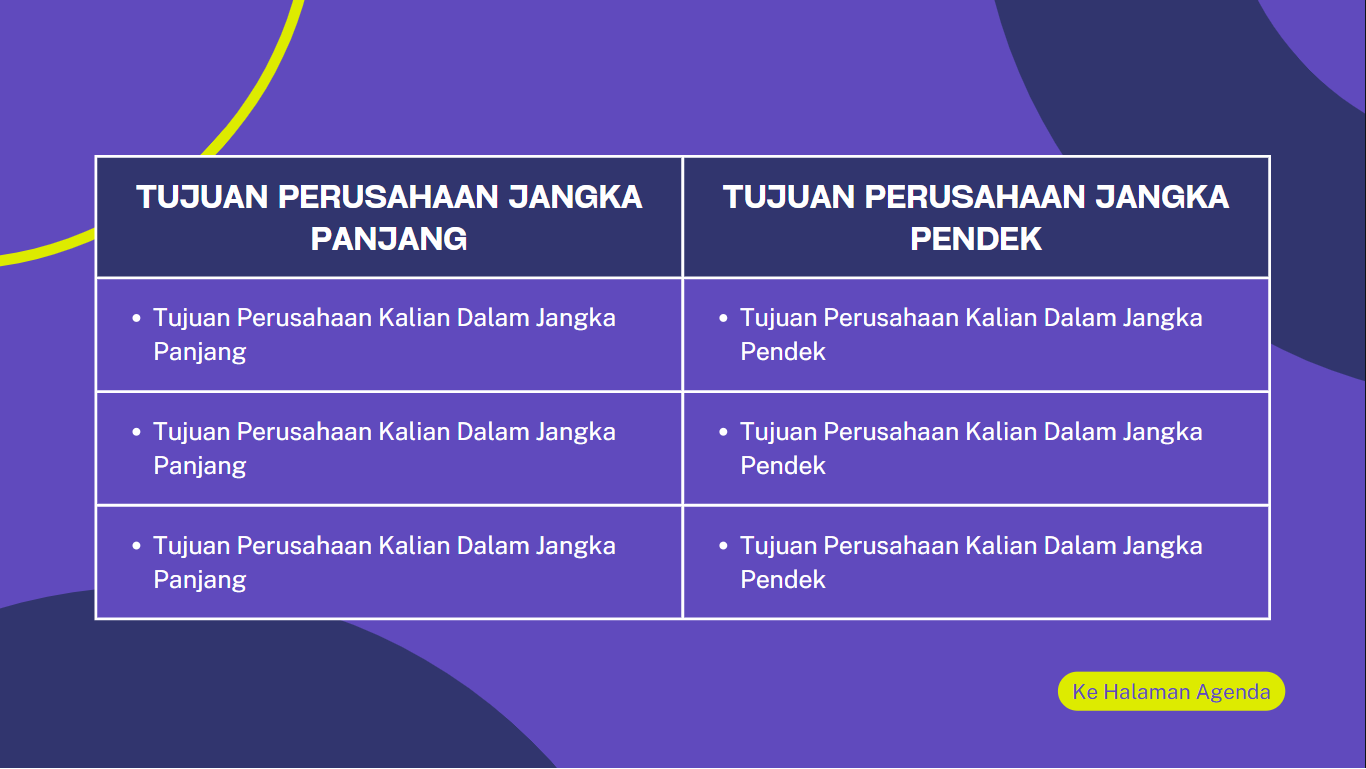 TUJUAN PERUSAHAAN JANGKA
PANJANG
TUJUAN PERUSAHAAN JANGKA
PENDEK
• Tujuan Perusahaan Kalian Dalam Jangka
Panjang
• Tujuan Perusahaan Kalian Dalam Jangka
Pendek
• Tujuan Perusahaan Kalian Dalam Jangka
Panjang
• Tujuan Perusahaan Kalian Dalam Jangka
Pendek
• Tujuan Perusahaan Kalian Dalam Jangka
Panjang
• Tujuan Perusahaan Kalian Dalam Jangka
Pendek
Ke Halaman Agenda